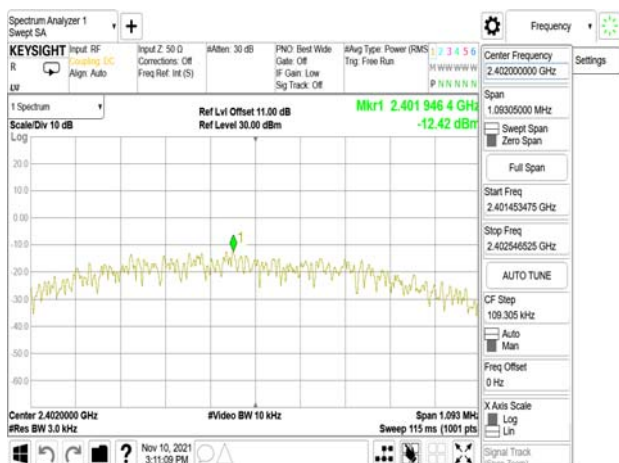 Spectrum Analyzer 1
Swept SA
Frequency
KEYSIGHT
R
LW
Input: RF
Coupling: DC
Align: Auto
Input Z: 50 Ω
Corrections: Off
Freq Ref: Int (S)
#Atten: 30 dB
PNO: Best Wide
Gate: Off
IF Gain: Low
Sig Track: Off
#Avg Type: Power (RMS
Trig: Free Run
1 2 3 4 5 6
M W W W W W
P N N N N N
1 Spectrum
Scale/Div 10 dB
Ref Lvl Offset 11.00 dB
Ref Level 30.00 dBm
Mkr1 2.401 946 4 GHz
-12.42 dBm
Log
20.0
10.0
0.00
-10.0
-20.0
-30.0
-40.0
-50.0
-60.0
1
Center 2.4020000 GHz
#Res BW 3.0 kHz
#Video BW 10 kHz
Span 1.093 MHz
Sweep 115 ms (1001 pts
Nov 10, 2021
3:11:09 PM
Center Frequency
2.402000000 GHz
Settings
Span
1.09305000 MHz
Swept Span
Zero Span
Full Span
Start Freq
2.401453475 GHz
Stop Freq
2.402546525 GHz
AUTO TUNE
CF Step
109.305 kHz
Auto
Man
Freq Offset
0 Hz
X Axis Scale
Log
Lin
Signal Track